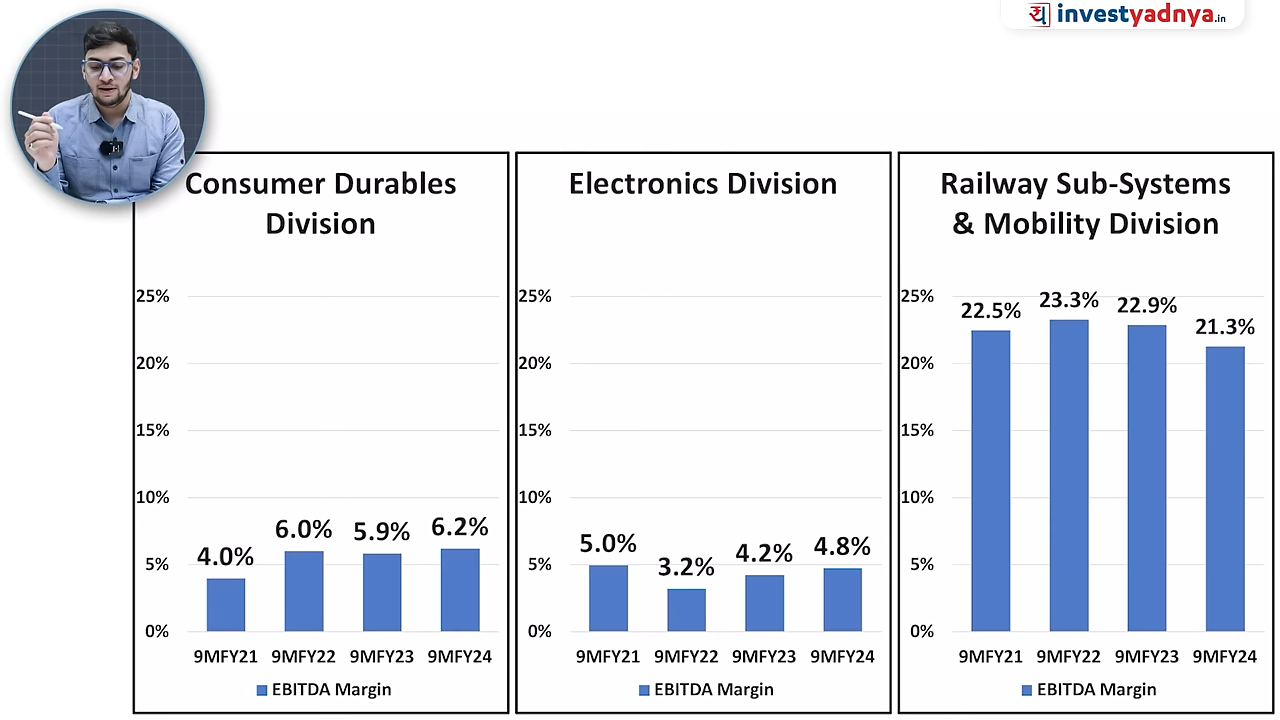 investyadnya.in
Consumer Durables
Division
25%
20%
15%
10%
5%
0%
4.0%
6.0%
5.9%
6.2%
9MFY21 9MFY22 9MFY23 9MFY24
EBITDA Margin
Electronics Division
25%
20%
15%
10%
5%
0%
5.0%
3.2%
4.2%
4.8%
9MFY21 9MFY22 9MFY23 9MFY24
EBITDA Margin
Railway Sub-Systems
& Mobility Division
25%
20%
15%
10%
5%
0%
22.5%
23.3%
22.9%
21.3%
9MFY21 9MFY22 9MFY23 9MFY24
EBITDA Margin